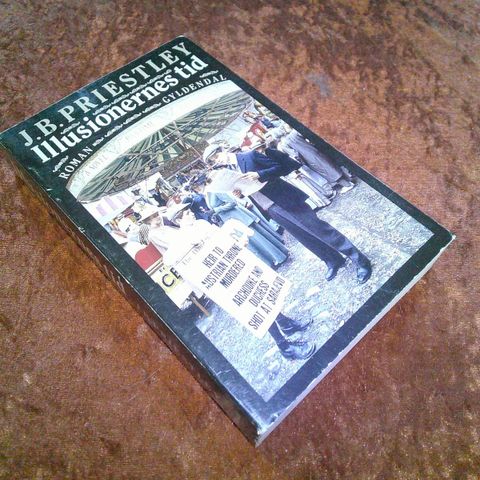 J.B. PRIESTLEY
Illusionernes tid
ROMAN GYLDENDAL
HEIR TO
AUSTRIAN THRONE
MURDERED
ARCHDUKE AND
DUCHESS
SHOT AT SARAJEVO